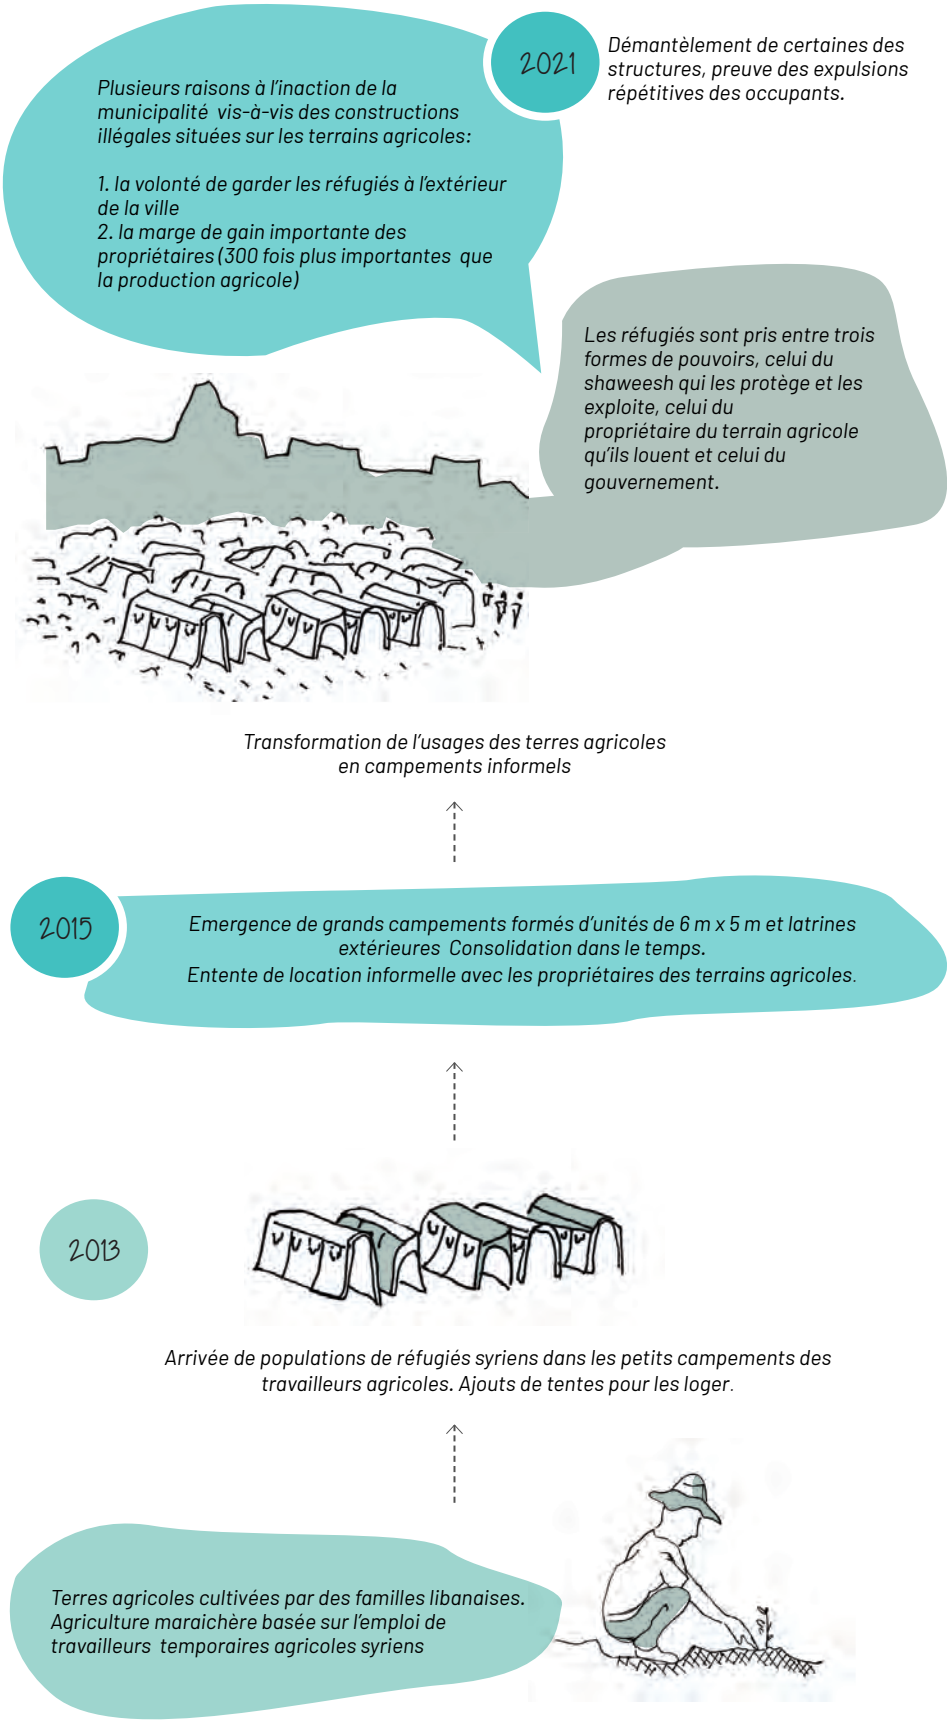 2021
Démantèlement de certaines des
structures, preuve des expulsions
répétitives des occupants.
Plusieurs raisons à l'inaction de la
municipalité vis-à-vis des constructions
illégales situées sur les terrains agricoles:
1. la volonté de garder les réfugiés à l'extérieur
de la ville
2. la marge de gain importante des
propriétaires (300 fois plus importantes que
la production agricole)
Les réfugiés sont pris entre trois
formes de pouvoirs, celui du
shaweesh qui les protège et les
exploite, celui du
propriétaire du terrain agricole
qu'ils louent et celui du
gouvernement.
Transformation de l'usages des terres agricoles
en campements informels
2015
Emergence de grands campements formés d'unités de 6 m x 5 m et latrines
extérieures Consolidation dans le temps.
Entente de location informelle avec les propriétaires des terrains agricoles.
2013
Arrivée de populations de réfugiés syriens dans les petits campements des
travailleurs agricoles. Ajouts de tentes pour les loger.
Terres agricoles cultivées par des familles libanaises.
Agriculture maraichère basée sur l'emploi de
travailleurs temporaires agricoles syriens